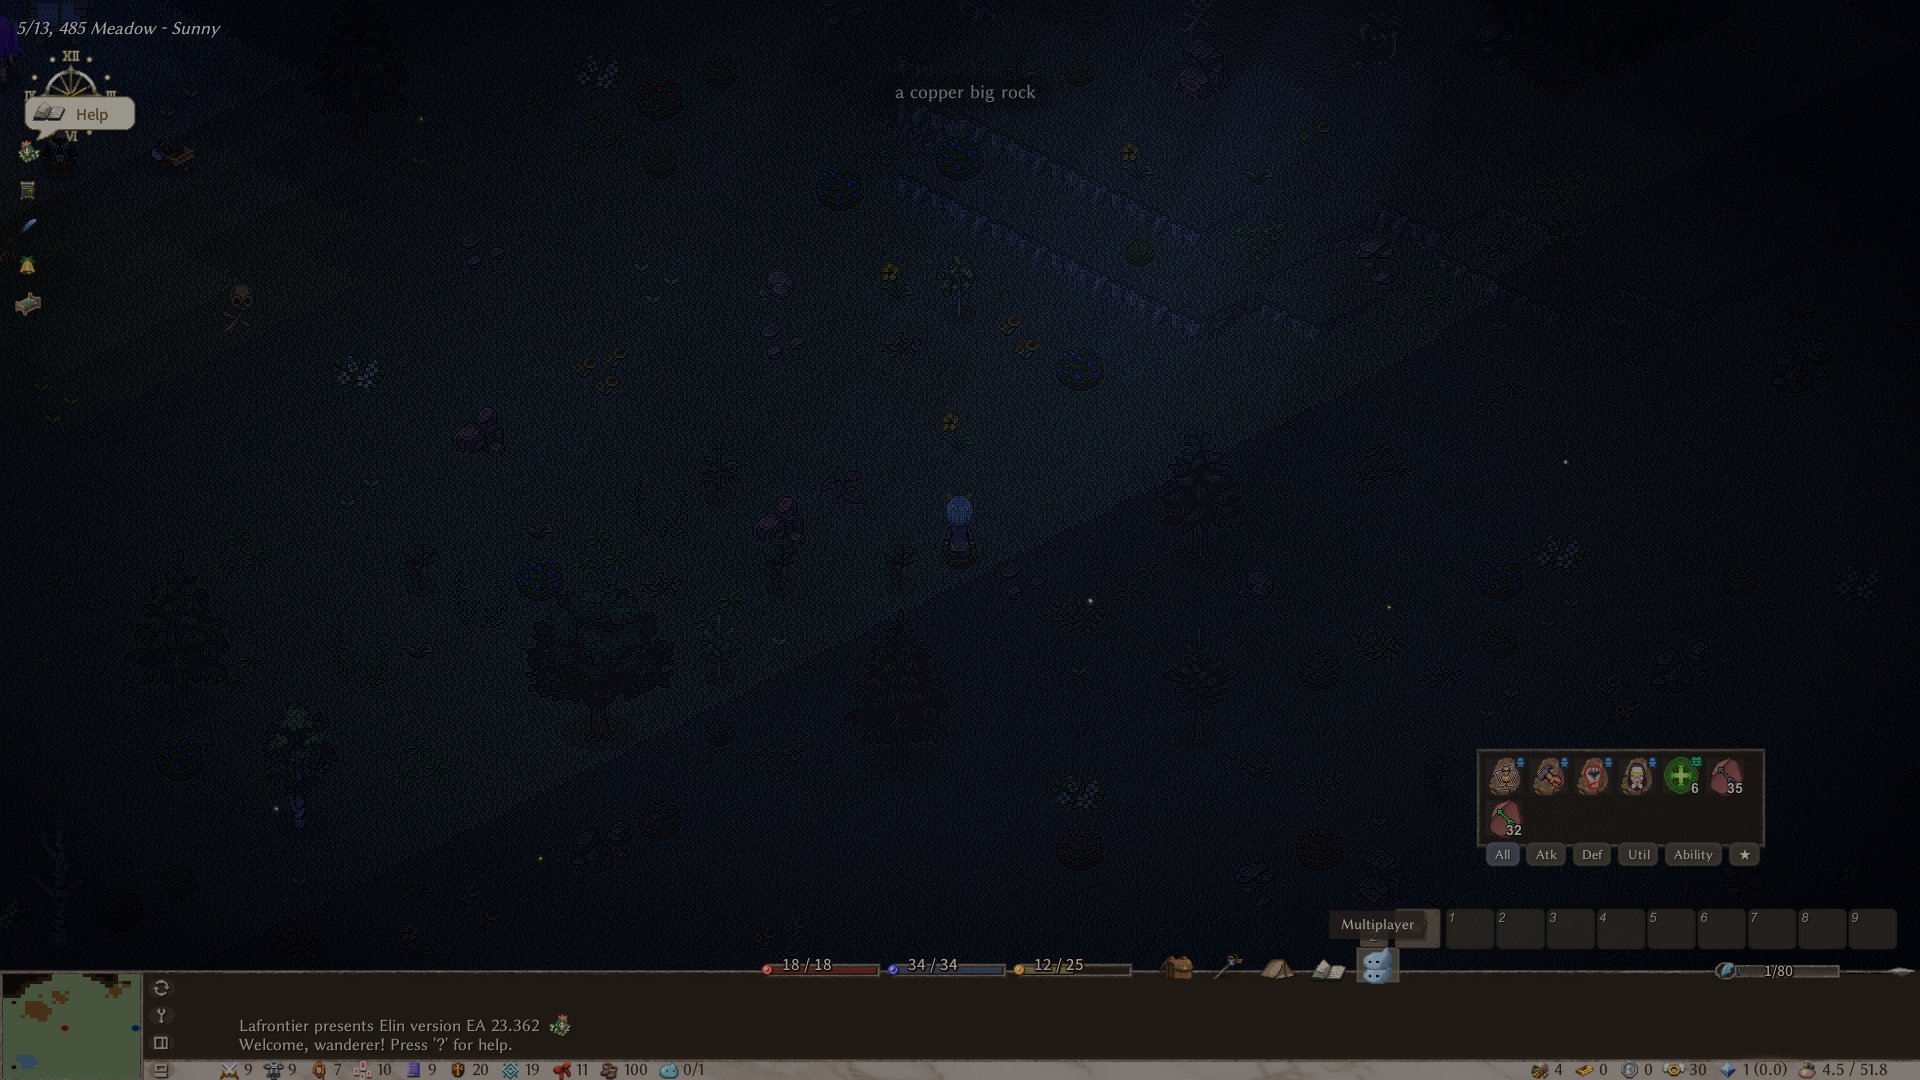 5/13, 485 Meadow - Sunny
XII
Help
VI
a copper big rock
6
35
32
All Atk Def Util Ability ★
Multiplayer
1 2 3 4 5 6 7 8 9
18 / 18 34 / 34 12 / 25
1/80
Lafrontier presents Elin version EA 23.362
Welcome, wanderer! Press '?' for help.
9 9 7 10 9 20 19 11 100 0/1
4 0 0 30 1 (0.0) 4.5 / 51.8